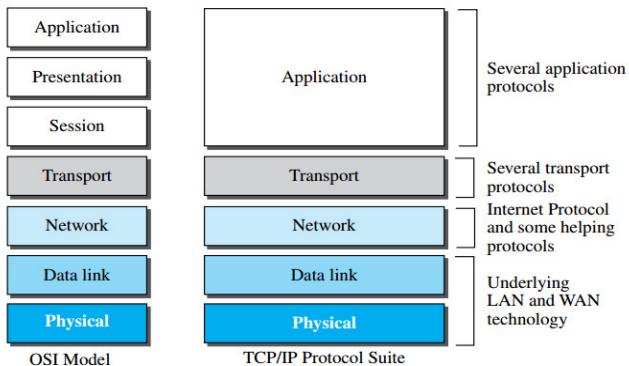 Application
Presentation
Session
Transport
Network
Data link
Physical
OSI Model
Application
Transport
Network
Data link
Physical
TCP/IP Protocol Suite
Several application
protocols
Several transport
protocols
Internet Protocol
and some helping
protocols
Underlying
LAN and WAN
technology